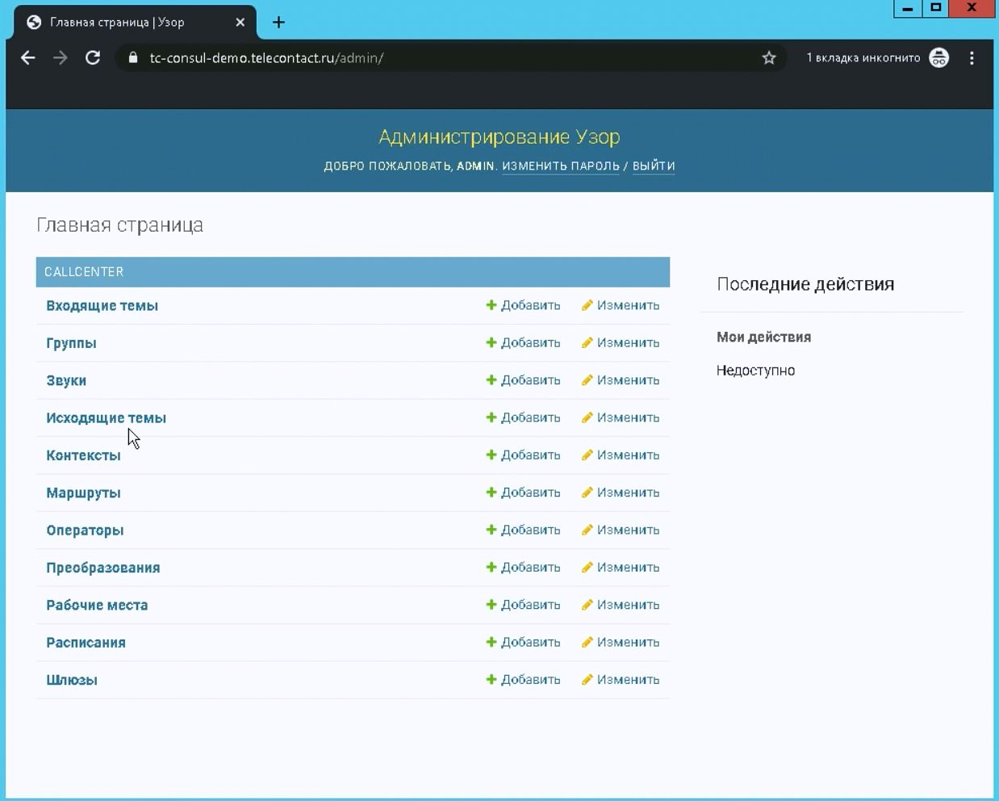 Главная страница | Узор
tc-consul-demo.telecontact.ru/admin/
1 вкладка инкогнито
Администрирование Узор
ДОБРО ПОЖАЛОВАТЬ, ADMIN. ИЗМЕНИТЬ ПАРОЛЬ / ВЫЙТИ
Главная страница
CALLCENTER
Входящие темы Добавить Изменить
Группы Добавить Изменить
Звуки Добавить Изменить
Исходящие темы Добавить Изменить
Контексты Добавить Изменить
Маршруты Добавить Изменить
Операторы Добавить Изменить
Преобразования Добавить Изменить
Рабочие места Добавить Изменить
Расписания Добавить Изменить
Шлюзы Добавить Изменить
Последние действия
Мои действия
Недоступно